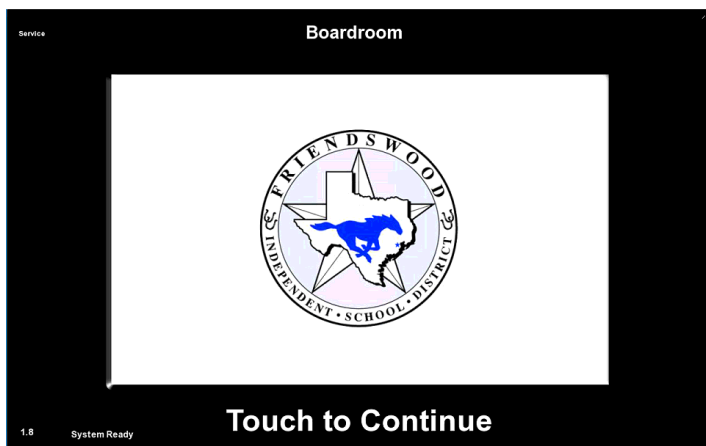 Service
Boardroom
FRIENDSWOOD
INDEPENDENT • SCHOOL • DISTRICT
Touch to Continue
1.8
System Ready